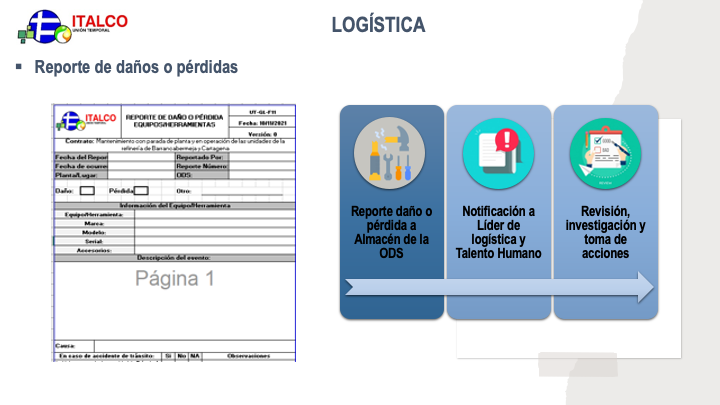 ITALCO
UNIÓN TEMPORAL
LOGÍSTICA
▪ Reporte de daños o pérdidas
ITALCO
REPORTE DE DAÑO O PÉRDIDA
EQUIPOS/HERRAMIENTAS
UT-GL-F11
Fecha: 10/11/2021
Versión: 0
Contrato: Mantenimiento con parada de planta y en operación de las unidades de la
refinería de Barrancabermeja y Cartagena
Fecha del Repor Reportado Por:
Fecha de ocurre Reporte Número:
Planta/Lugar: ODS:
Daño: Pérdida Otro:
Información del Equipo/Herramienta
Equipo/Herramienta:
Marca:
Modelo:
Serial:
Accesorios:
Descripción del evento:
Página 1
Causa:
En caso de accidente de tránsito: Si No NA Observaciones
Reporte daño o
pérdida a
Almacén de la
ODS
Notificación a
Líder de
logística y
Talento Humano
Revisión,
investigación y
toma de
acciones